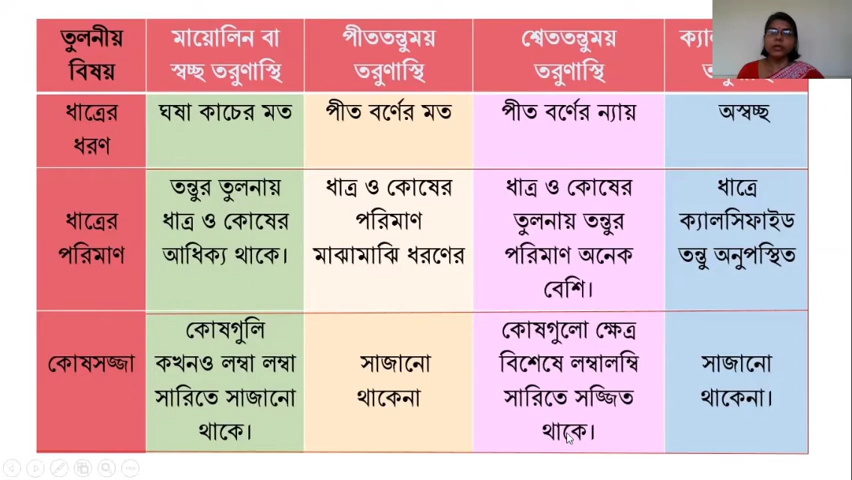 তুলনীয়
বিষয়
মায়োলিন বা
স্বচ্ছ তরুণাস্থি
পীততন্তুময়
তরুণাস্থি
শ্বেততন্তুময়
তরুণাস্থি
ধাত্রের
ধরণ
ঘষা কাচের মত
পীত বর্ণের মত
পীত বর্ণের ন্যায়
অস্বচ্ছ
ধাত্রের
পরিমাণ
তন্তুর তুলনায়
ধাত্র ও কোষের
আধিক্য থাকে।
ধাত্র ও কোষের
পরিমাণ
মাঝামাঝি ধরণের
ধাত্র ও কোষের
তুলনায় তন্তুর
পরিমাণ অনেক
বেশি।
ধাত্রে
ক্যালসিফাইড
তন্তু অনুপস্থিত
কোষসজ্জা
কোষগুলি
কখনও লম্বা লম্বা
সারিতে সাজানো
থাকে।
সাজানো
থাকেনা
কোষগুলো ক্ষেত্র
বিশেষে লম্বালম্বি
সারিতে সজ্জিত
থাকে।
সাজানো
থাকেনা।